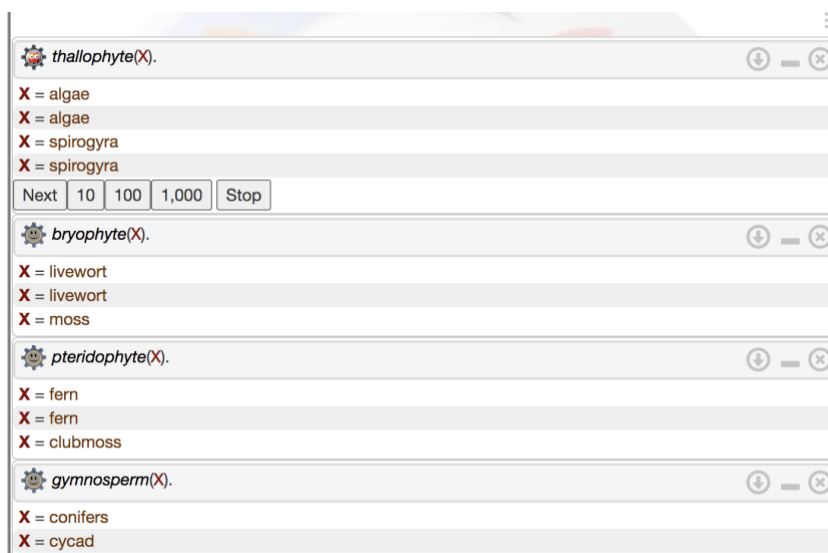 thallophyte(X).
X = algae
X = algae
X = spirogyra
X = spirogyra
Next 10 100 1,000 Stop
bryophyte(X).
X = livewort
X = livewort
X = moss
pteridophyte(X).
X = fern
X = fern
X = clubmoss
gymnosperm(X).
X = conifers
X = cycad